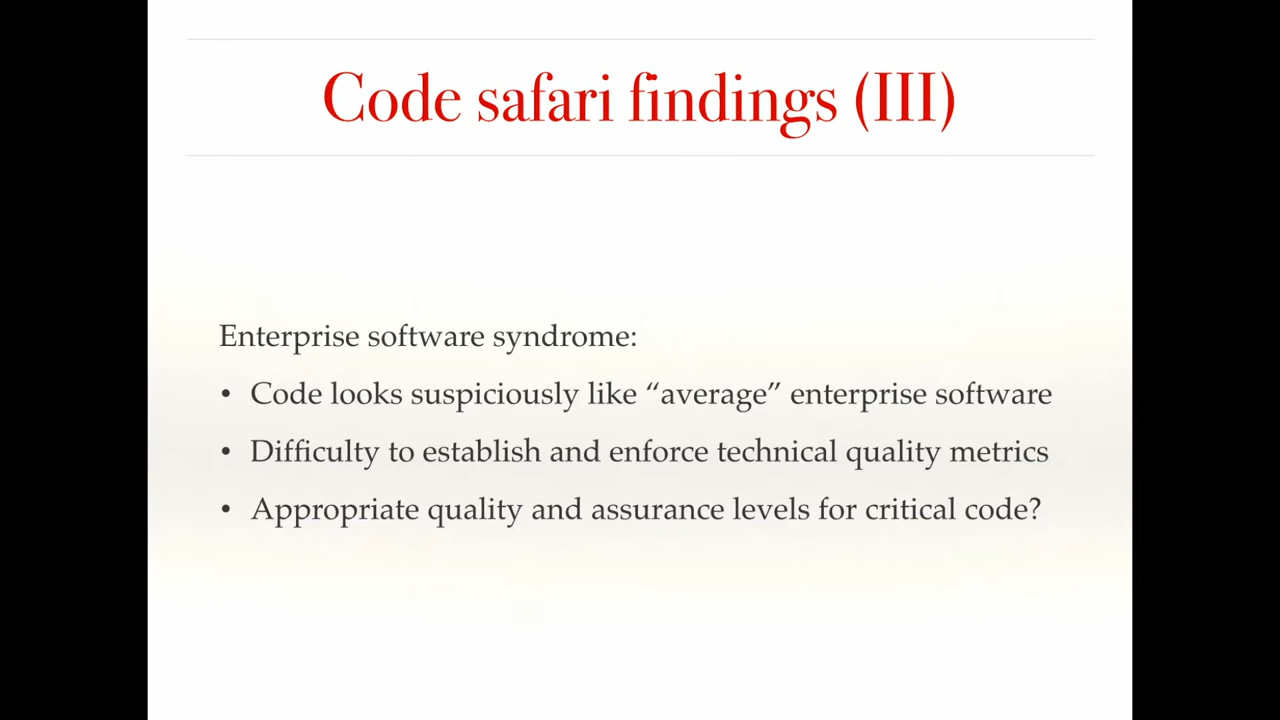 Code safari findings (III)
Enterprise software syndrome:
• Code looks suspiciously like “average” enterprise software
• Difficulty to establish and enforce technical quality metrics
• Appropriate quality and assurance levels for critical code?